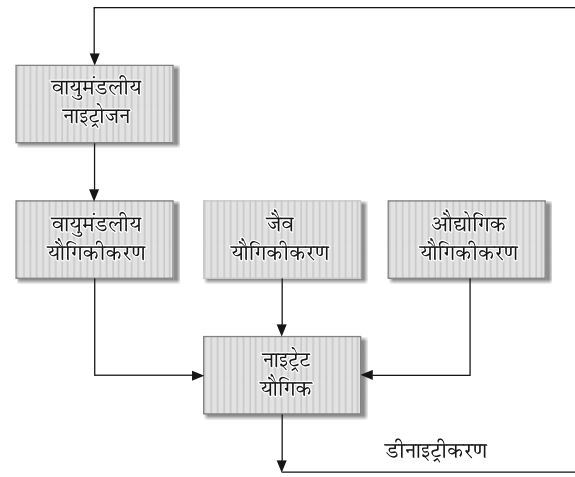 वायुमंडलीय
नाइट्रोजन
वायुमंडलीय
यौगिकीकरण
जैव
यौगिकीकरण
औद्योगिक
यौगिकीकरण
नाइट्रेट
यौगिक
डीनाइट्रीकरण